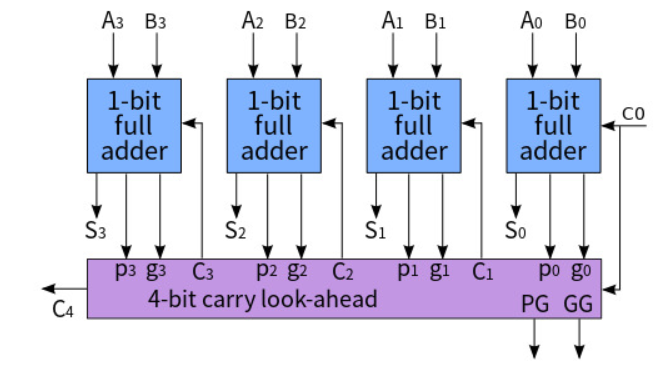 A3 B3 A2 B2 A1 B1 A0 B0
1-bit full adder
1-bit full adder
1-bit full adder
1-bit full adder
C0
S3 S2 S1 S0
p3 g3 C3 p2 g2 C2 p1 g1 C1 p0 g0
4-bit carry look-ahead
PG GG
C4